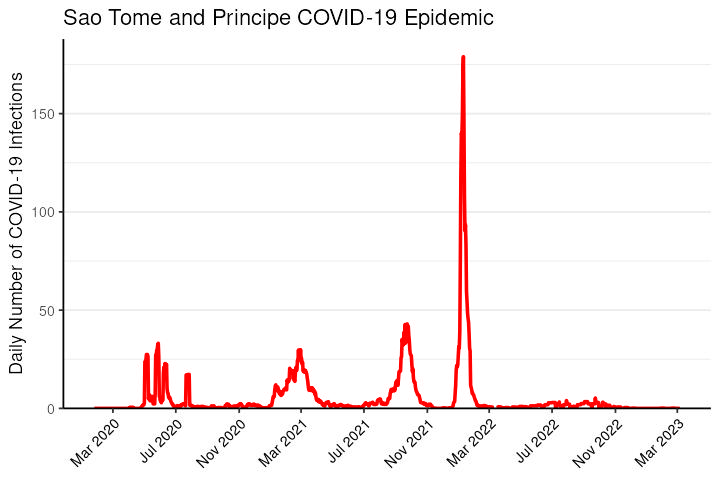 Sao Tome and Principe COVID-19 Epidemic
Daily Number of COVID-19 Infections
150
100
50
0
Mar 2020
Jul 2020
Nov 2020
Mar 2021
Jul 2021
Nov 2021
Mar 2022
Jul 2022
Nov 2022
Mar 2023